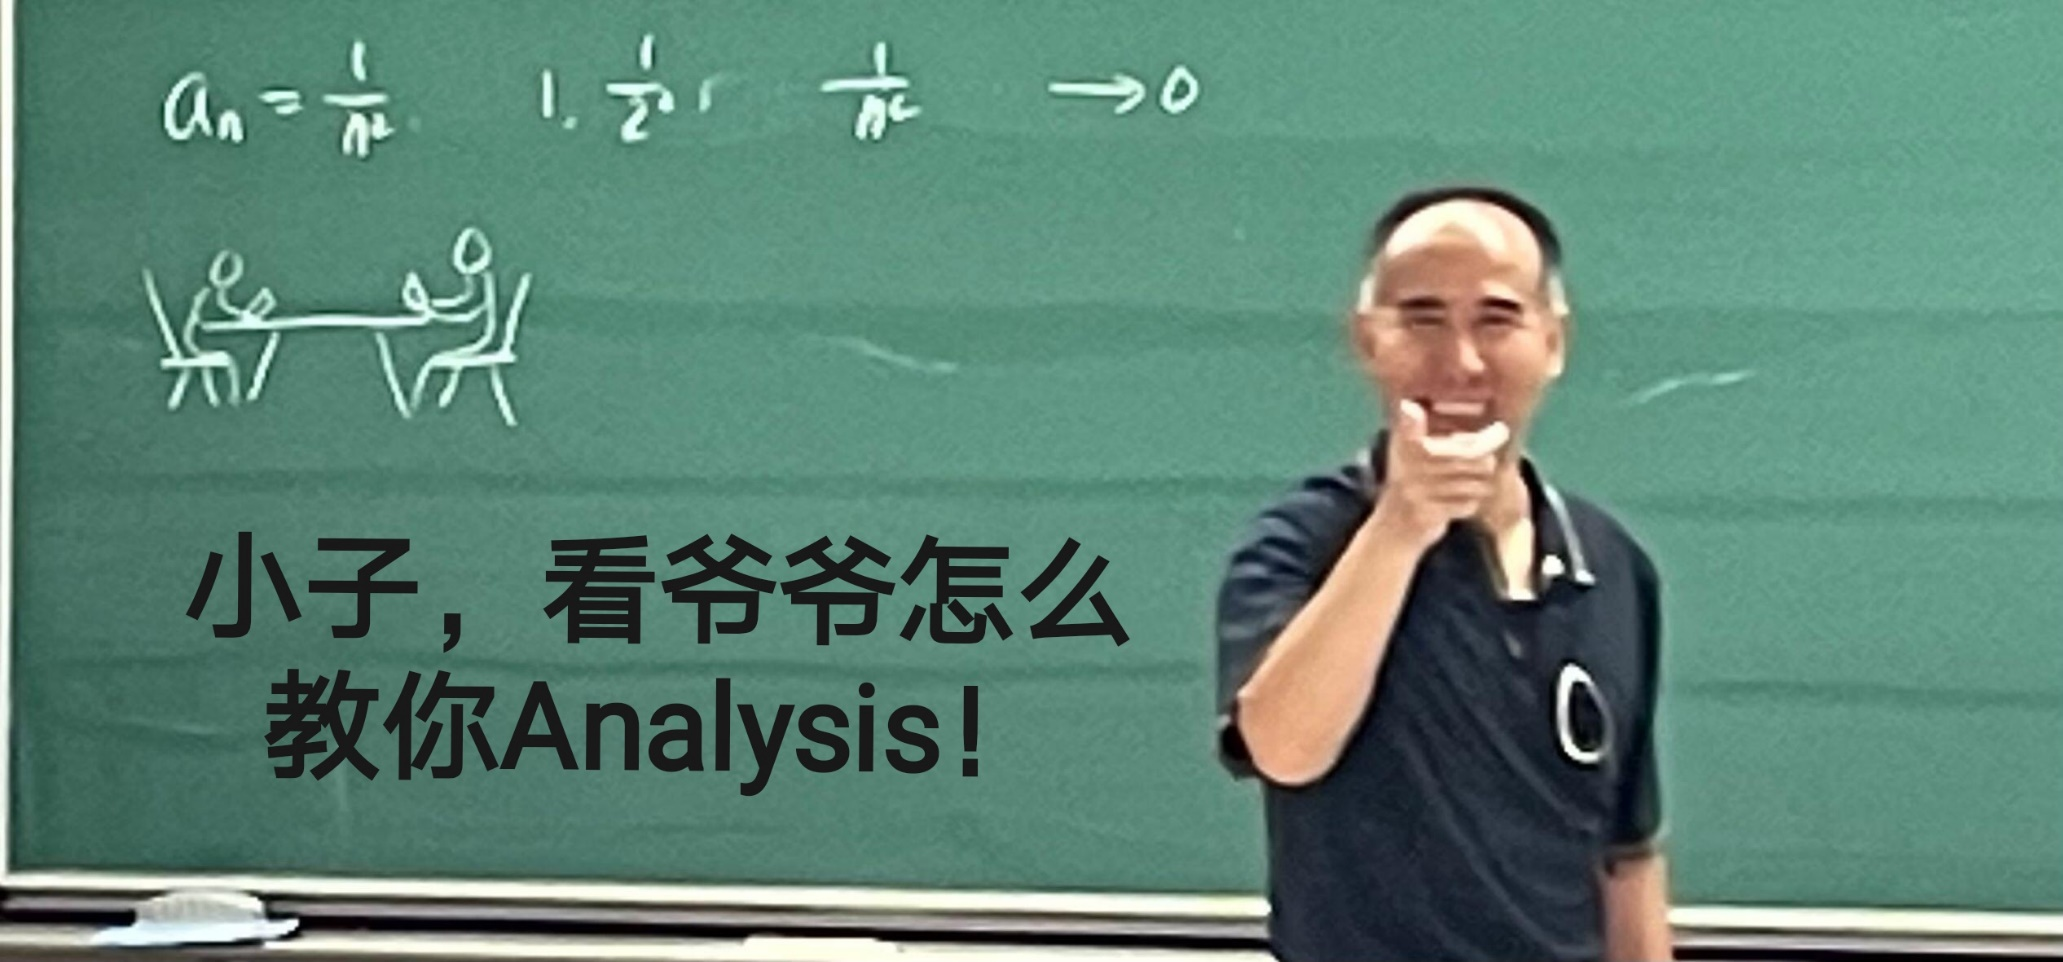 aₙ = 1/n² 1. 1/2², 1/n² → 0
小子，看爷爷怎么
教你Analysis！